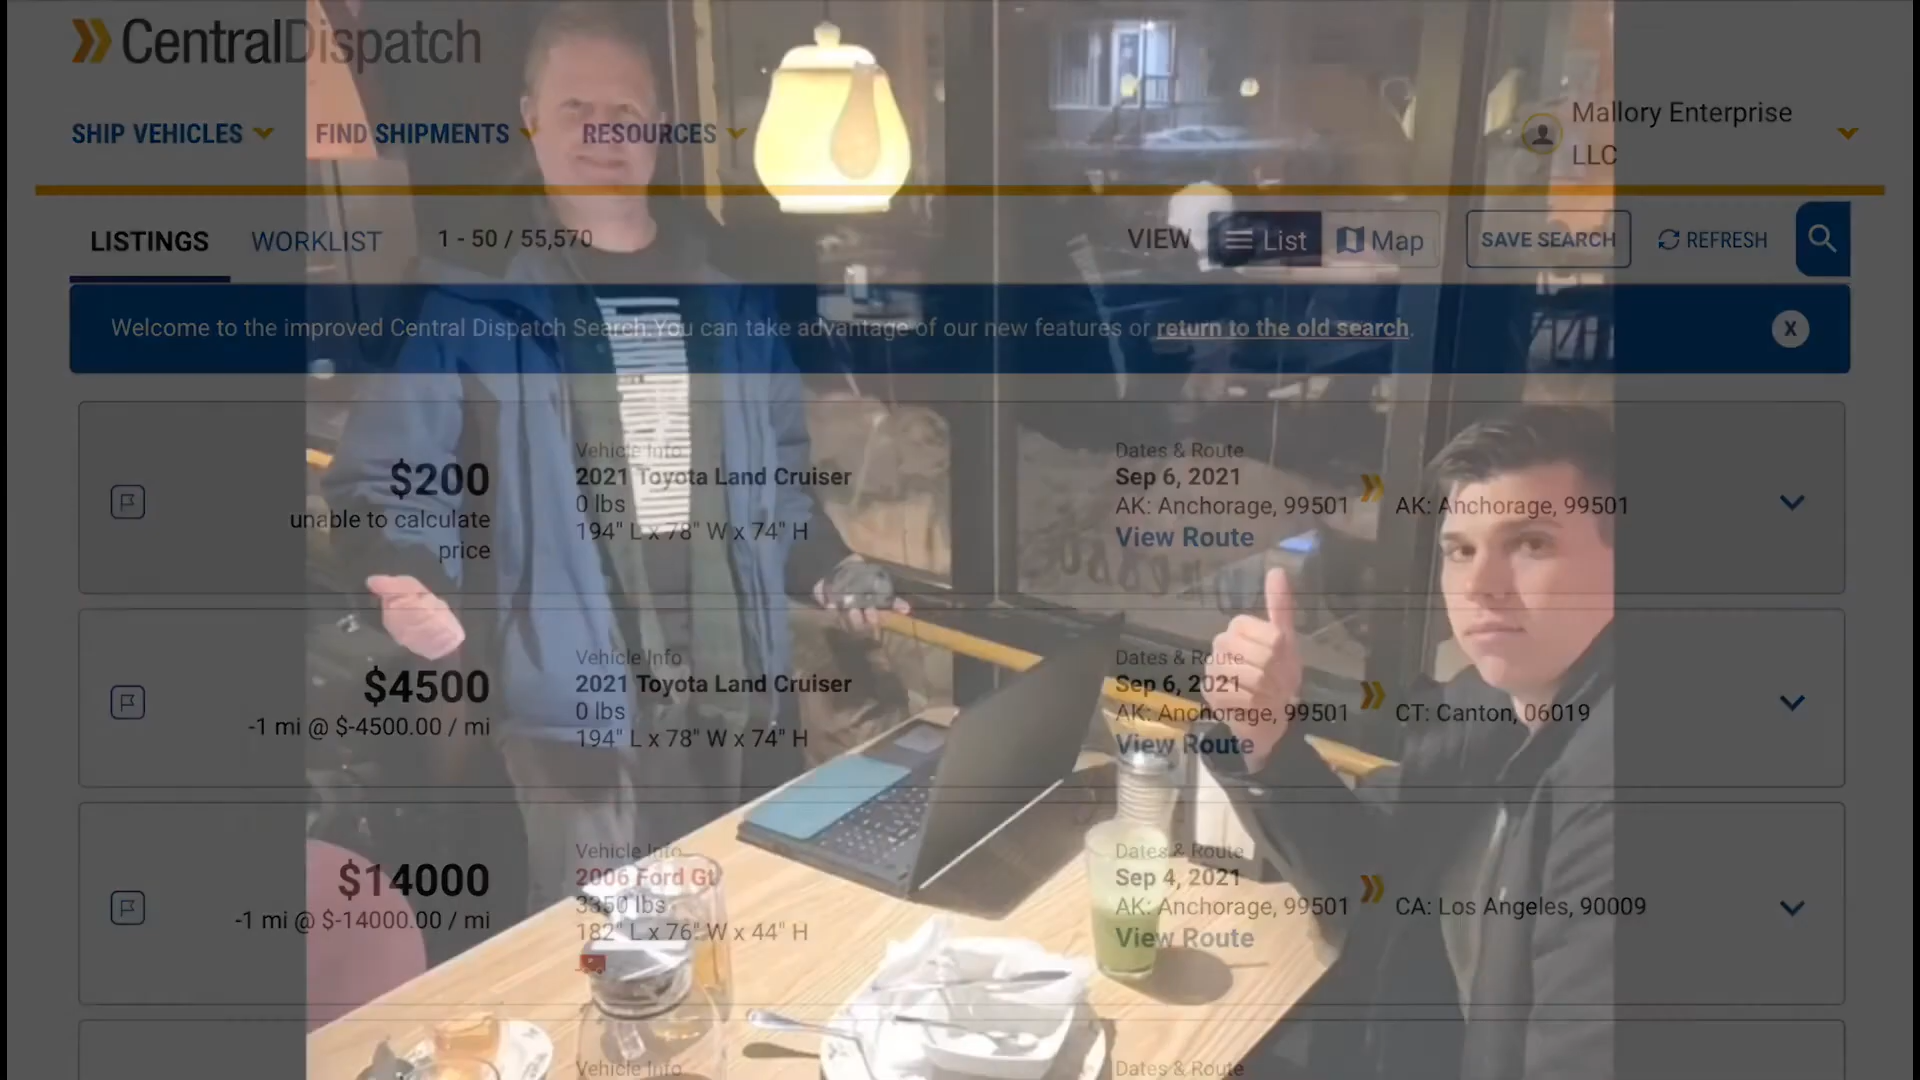 CentralDispatch
SHIP VEHICLES FIND SHIPMENTS RESOURCES
Mallory Enterprise
LLC
LISTINGS WORKLIST 1 - 50 / 55,570 VIEW List Map SAVE SEARCH REFRESH
Welcome to the improved Central Dispatch Search.You can take advantage of our new features or return to the old search. X
$200
unable to calculate
price
Vehicle Info
2021 Toyota Land Cruiser
0 lbs
194" L x 78" W x 74" H
Dates & Route
Sep 6, 2021
AK: Anchorage, 99501 AK: Anchorage, 99501
View Route
$4500
-1 mi @ $-4500.00 / mi
Vehicle Info
2021 Toyota Land Cruiser
0 lbs
194" L x 78" W x 74" H
Dates & Route
Sep 6, 2021
AK: Anchorage, 99501 CT: Canton, 06019
View Route
$14000
-1 mi @ $-14000.00 / mi
Vehicle Info
2006 Ford Gt
3350 lbs
182" L x 76" W x 44" H
Dates & Route
Sep 4, 2021
AK: Anchorage, 99501 CA: Los Angeles, 90009
View Route
Vehicle Info
Dates & Route